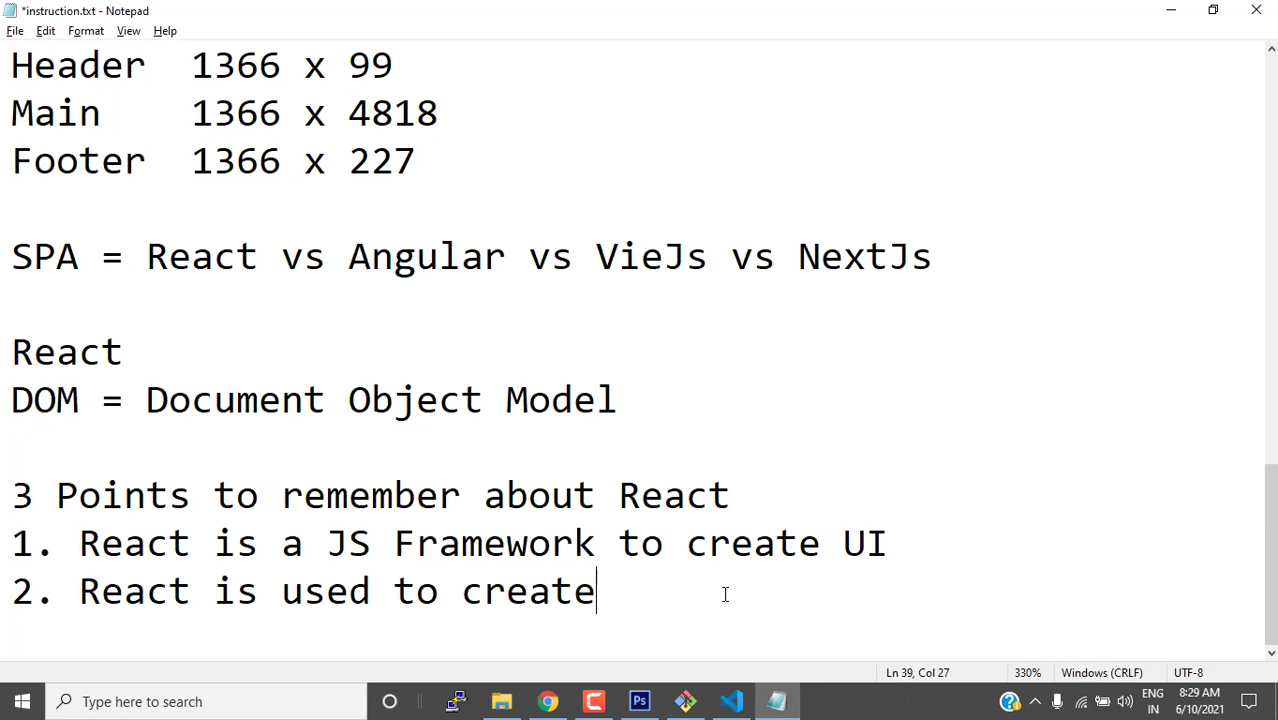 *instruction.txt - Notepad
File Edit Format View Help
Header 1366 x 99
Main 1366 x 4818
Footer 1366 x 227
SPA = React vs Angular vs VieJs vs NextJs
React
DOM = Document Object Model
3 Points to remember about React
1. React is a JS Framework to create UI
2. React is used to create
Ln 39, Col 27 330% Windows (CRLF) UTF-8
Type here to search
Ps
ENG
IN
8:29 AM
6/10/2021